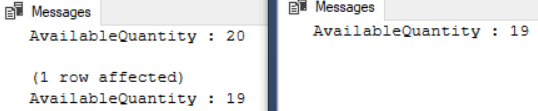 Messages
AvailableQuantity : 20
(1 row affected)
AvailableQuantity : 19
Messages
AvailableQuantity : 19